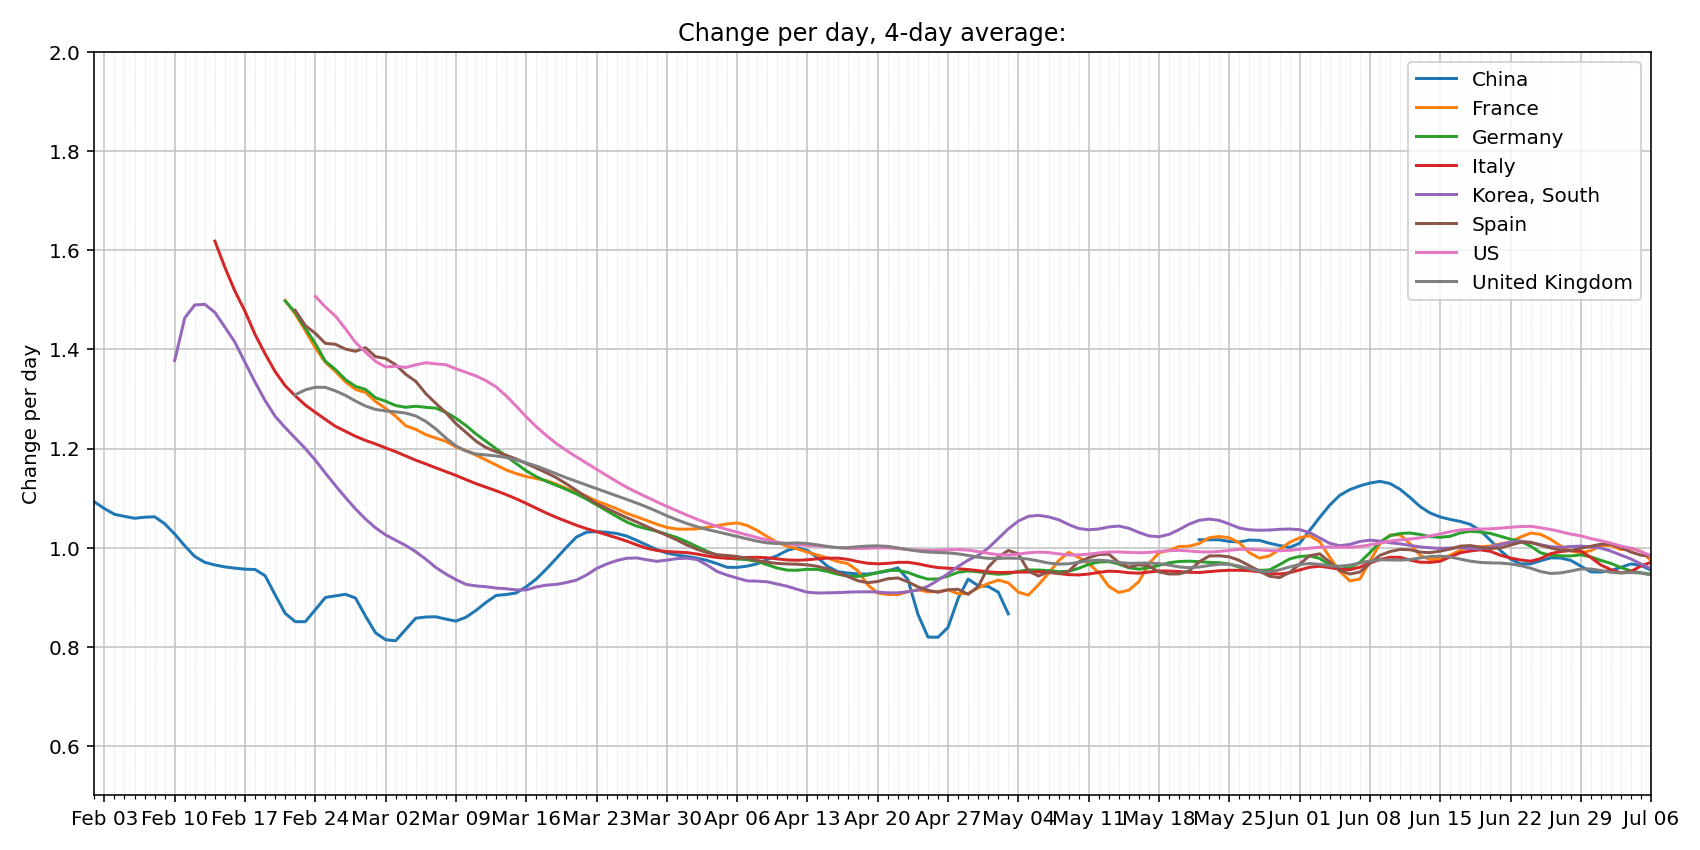 Change per day, 4-day average:
Change per day
2.0
1.8
1.6
1.4
1.2
1.0
0.8
0.6
China
France
Germany
Italy
Korea, South
Spain
US
United Kingdom
Feb 03 Feb 10 Feb 17 Feb 24 Mar 02 Mar 09 Mar 16 Mar 23 Mar 30 Apr 06 Apr 13 Apr 20 Apr 27 May 04 May 11 May 18 May 25 Jun 01 Jun 08 Jun 15 Jun 22 Jun 29 Jul 06